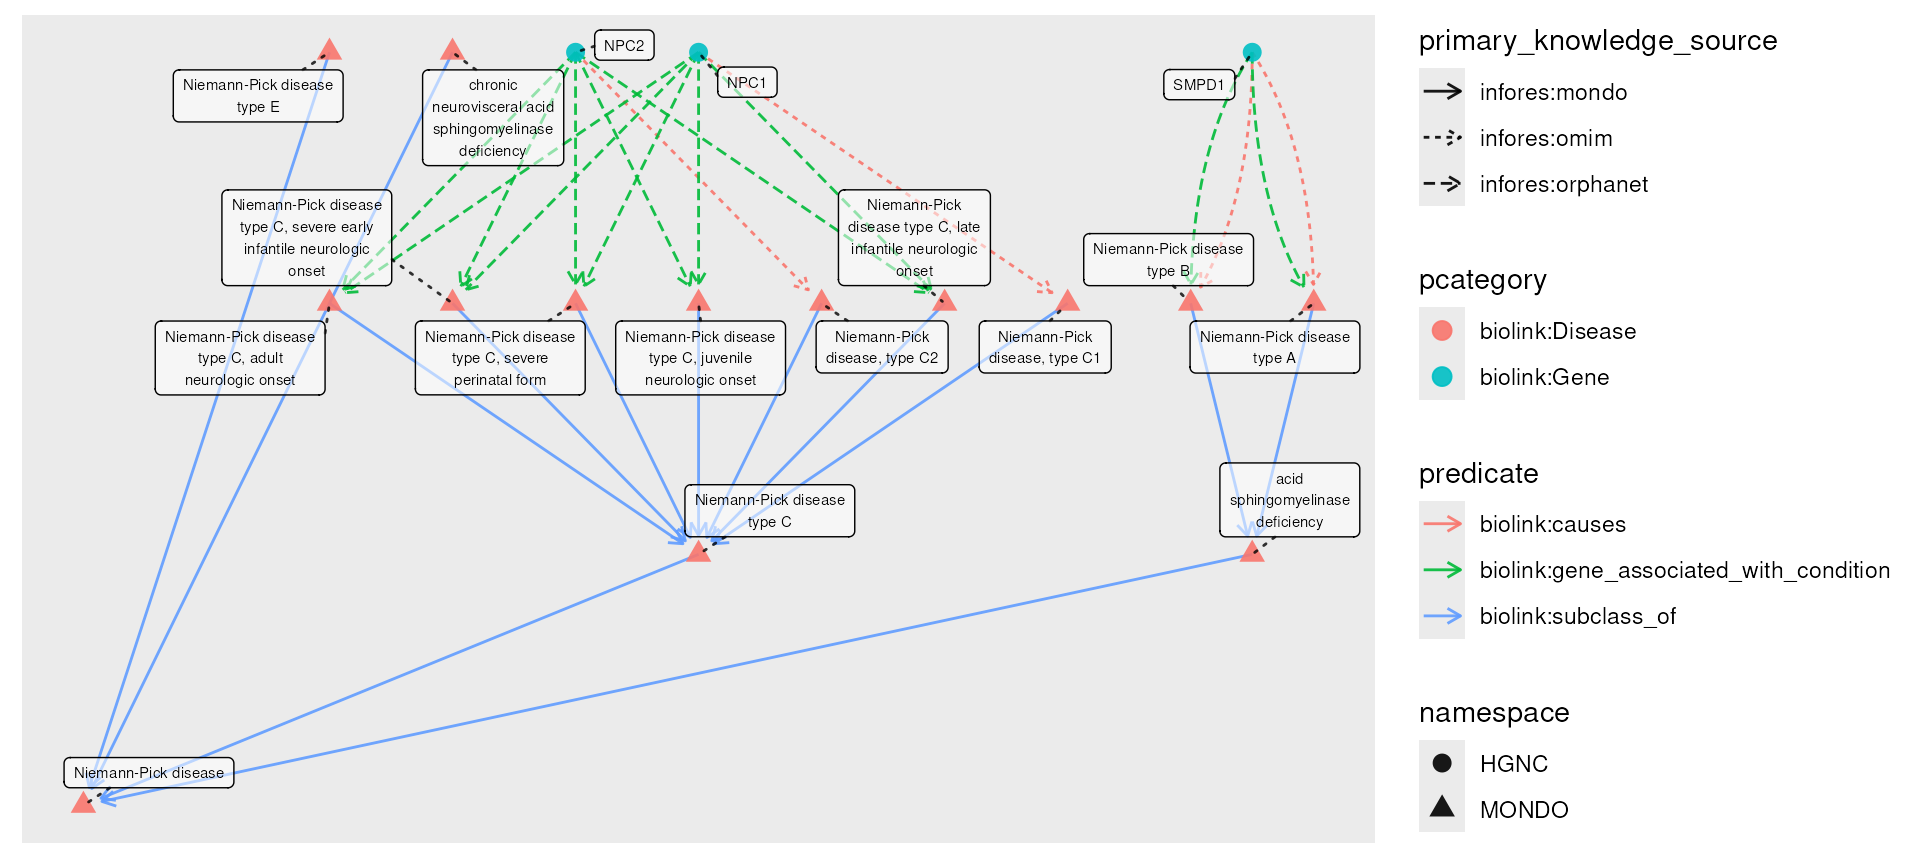 NPC2
NPC1
Niemann-Pick disease
type E
chronic
neurovisceral acid
sphingomyelinase
deficiency
SMPD1
Niemann-Pick disease
type C, severe early
infantile neurologic
onset
Niemann-Pick
disease type C, late
infantile neurologic
onset
Niemann-Pick disease
type B
Niemann-Pick disease
type C, adult
neurologic onset
Niemann-Pick disease
type C, severe
perinatal form
Niemann-Pick disease
type C, juvenile
neurologic onset
Niemann-Pick
disease, type C2
Niemann-Pick
disease, type C1
Niemann-Pick disease
type A
Niemann-Pick disease
type C
acid
sphingomyelinase
deficiency
Niemann-Pick disease
primary_knowledge_source
infores:mondo
infores:omim
infores:orphanet
pcategory
biolink:Disease
biolink:Gene
predicate
biolink:causes
biolink:gene_associated_with_condition
biolink:subclass_of
namespace
HGNC
MONDO